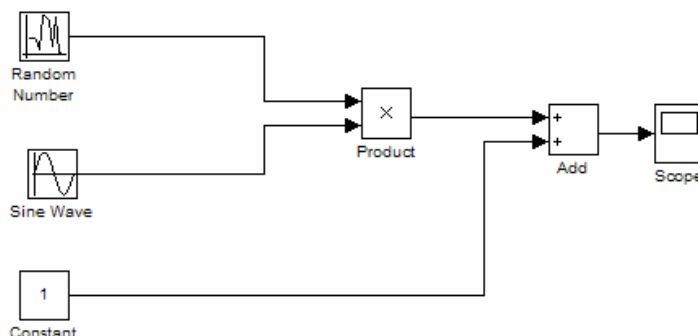 Random
Number
×
Product
+
+
Add
Scope
Sine Wave
1
Constant